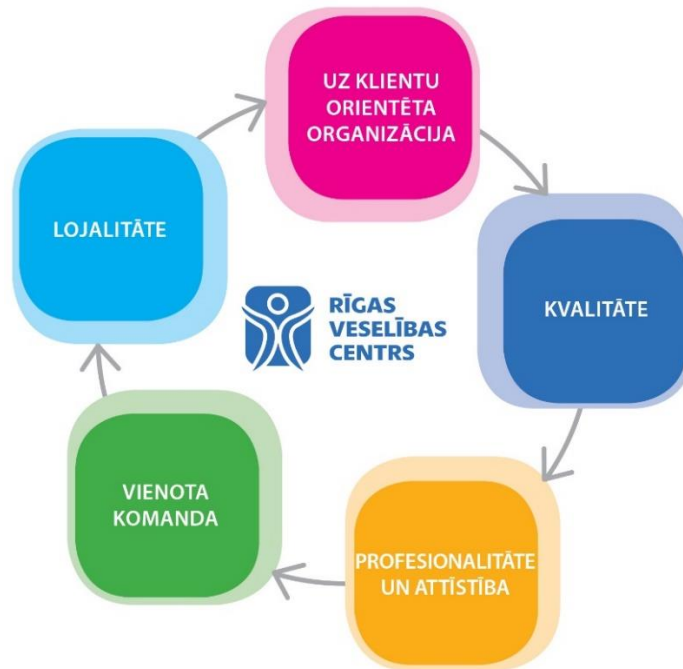 UZ KLIENTU
ORIENTĒTA
ORGANIZĀCIJA
KVALITĀTE
PROFESIONALITĀTE
UN ATTĪSTĪBA
VIENOTA
KOMANDA
LOJALITĀTE
RĪGAS
VESELĪBAS
CENTRS